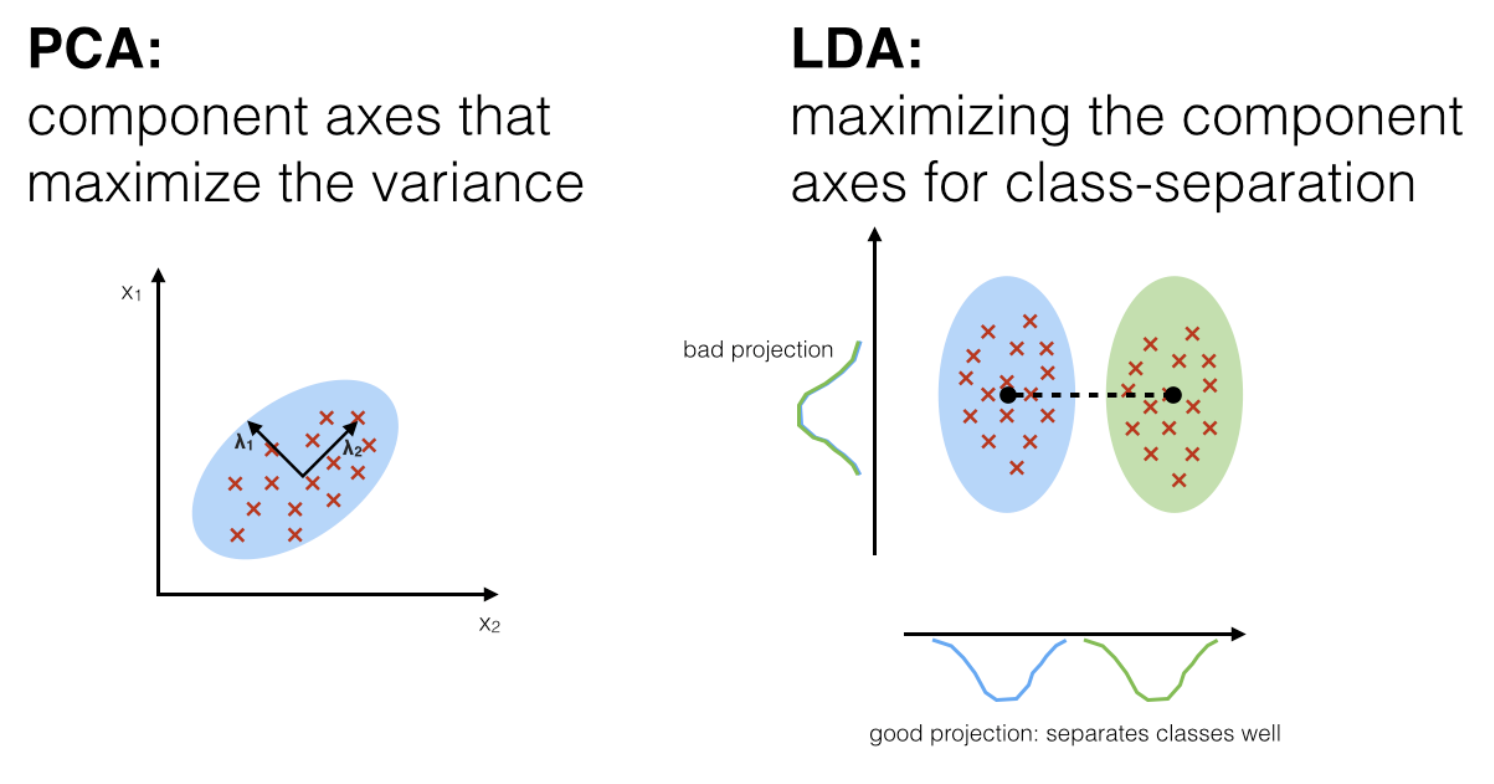 PCA:
component axes that
maximize the variance
x1
λ1
λ2
x2
LDA:
maximizing the component
axes for class-separation
bad projection
good projection: separates classes well